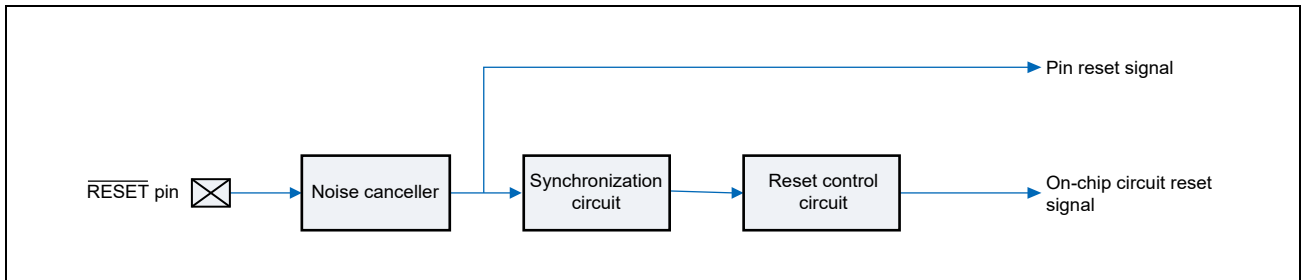 Pin reset signal
RESET pin
Noise canceller
Synchronization
circuit
Reset control
circuit
On-chip circuit reset
signal